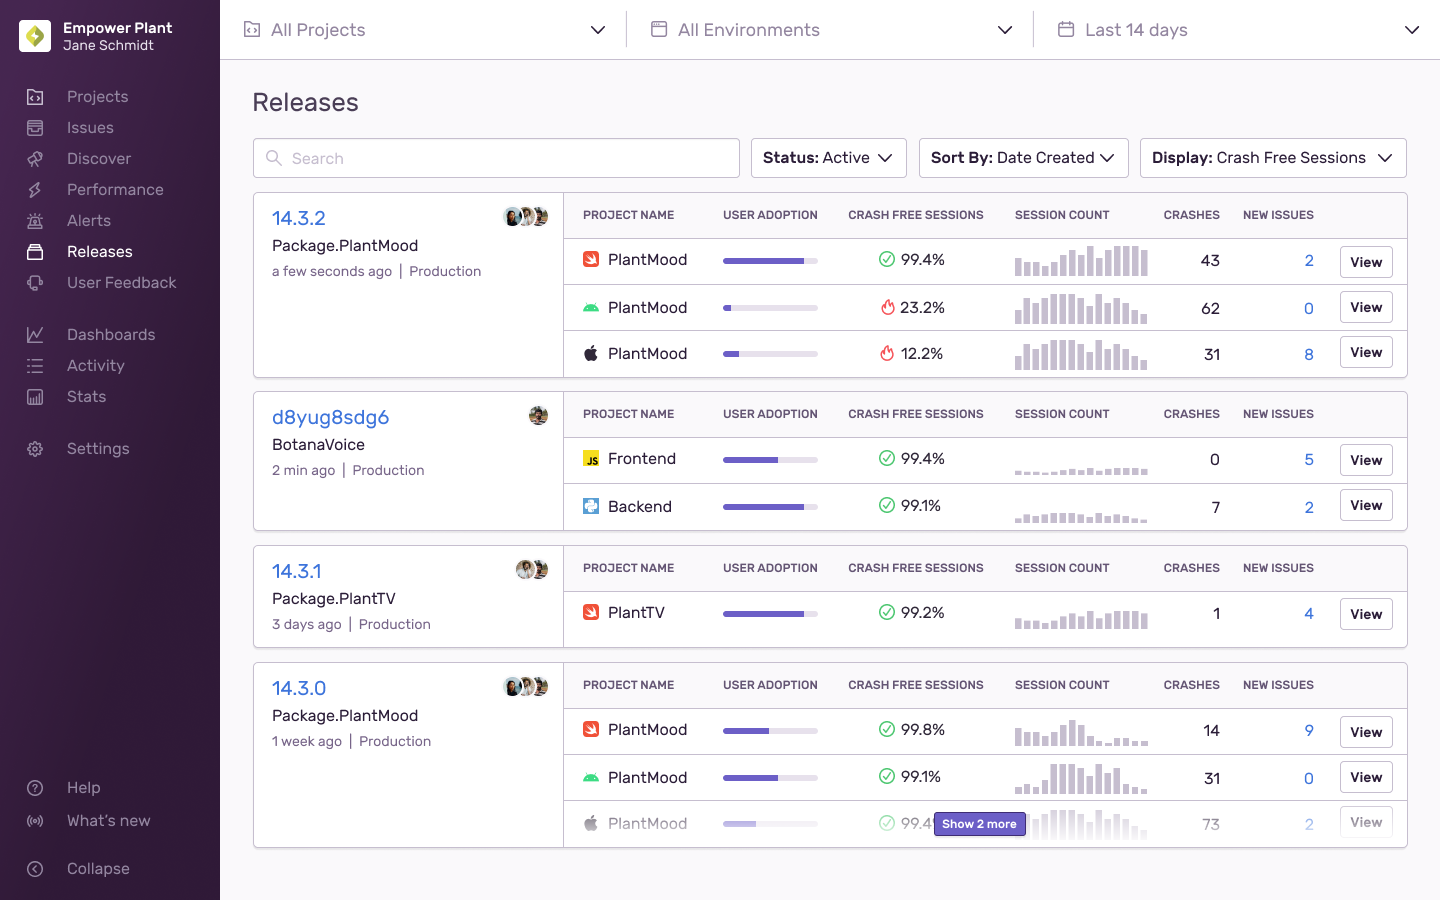 Empower Plant
Jane Schmidt
Projects
Issues
Discover
Performance
Alerts
Releases
User Feedback
Dashboards
Activity
Stats
Settings
Help
What's new
Collapse
All Projects
All Environments
Last 14 days
Releases
Search
Status: Active
Sort By: Date Created
Display: Crash Free Sessions
14.3.2
Package.PlantMood
a few seconds ago | Production
PROJECT NAME USER ADOPTION CRASH FREE SESSIONS SESSION COUNT CRASHES NEW ISSUES
PlantMood 99.4% 43 2 View
PlantMood 23.2% 62 0 View
PlantMood 12.2% 31 8 View
d8yug8sdg6
BotanaVoice
2 min ago | Production
PROJECT NAME USER ADOPTION CRASH FREE SESSIONS SESSION COUNT CRASHES NEW ISSUES
JS Frontend 99.4% 0 5 View
Backend 99.1% 7 2 View
14.3.1
Package.PlantTV
3 days ago | Production
PROJECT NAME USER ADOPTION CRASH FREE SESSIONS SESSION COUNT CRASHES NEW ISSUES
PlantTV 99.2% 1 4 View
14.3.0
Package.PlantMood
1 week ago | Production
PROJECT NAME USER ADOPTION CRASH FREE SESSIONS SESSION COUNT CRASHES NEW ISSUES
PlantMood 99.8% 14 9 View
PlantMood 99.1% 31 0 View
PlantMood 99.4 Show 2 more 73 2 View